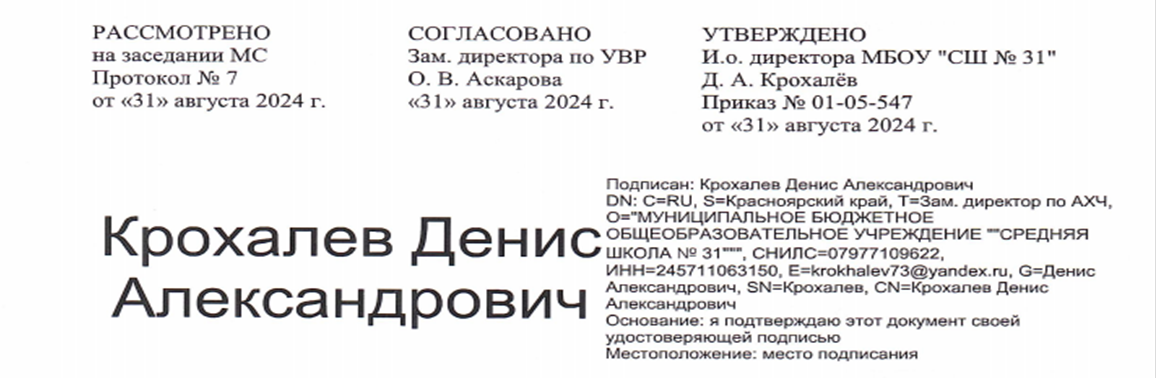 РАССМОТРЕНО
на заседании МС
Протокол № 7
от «31» августа 2024 г.
СОГЛАСОВАНО
Зам. директора по УВР
О. В. Аскарова
«31» августа 2024 г.
УТВЕРЖДЕНО
И.о. директора МБОУ "СШ № 31"
Д. А. Крохалёв
Приказ № 01-05-547
от «31» августа 2024 г.
Крохалев Денис
Александрович
Подписан: Крохалев Денис Александрович
DN: C=RU, S=Красноярский край, T=Зам. директор по АХЧ,
O="МУНИЦИПАЛЬНОЕ БЮДЖЕТНОЕ
ОБЩЕОБРАЗОВАТЕЛЬНОЕ УЧРЕЖДЕНИЕ ""СРЕДНЯЯ
ШКОЛА № 31""", СНИЛС=07977109622,
ИНН=245711063150, E=krokhalev73@yandex.ru, G=Денис
Александрович, SN=Крохалев, CN=Крохалев Денис
Александрович
Основание: я подтверждаю этот документ своей
удостоверяющей подписью
Местоположение: место подписания